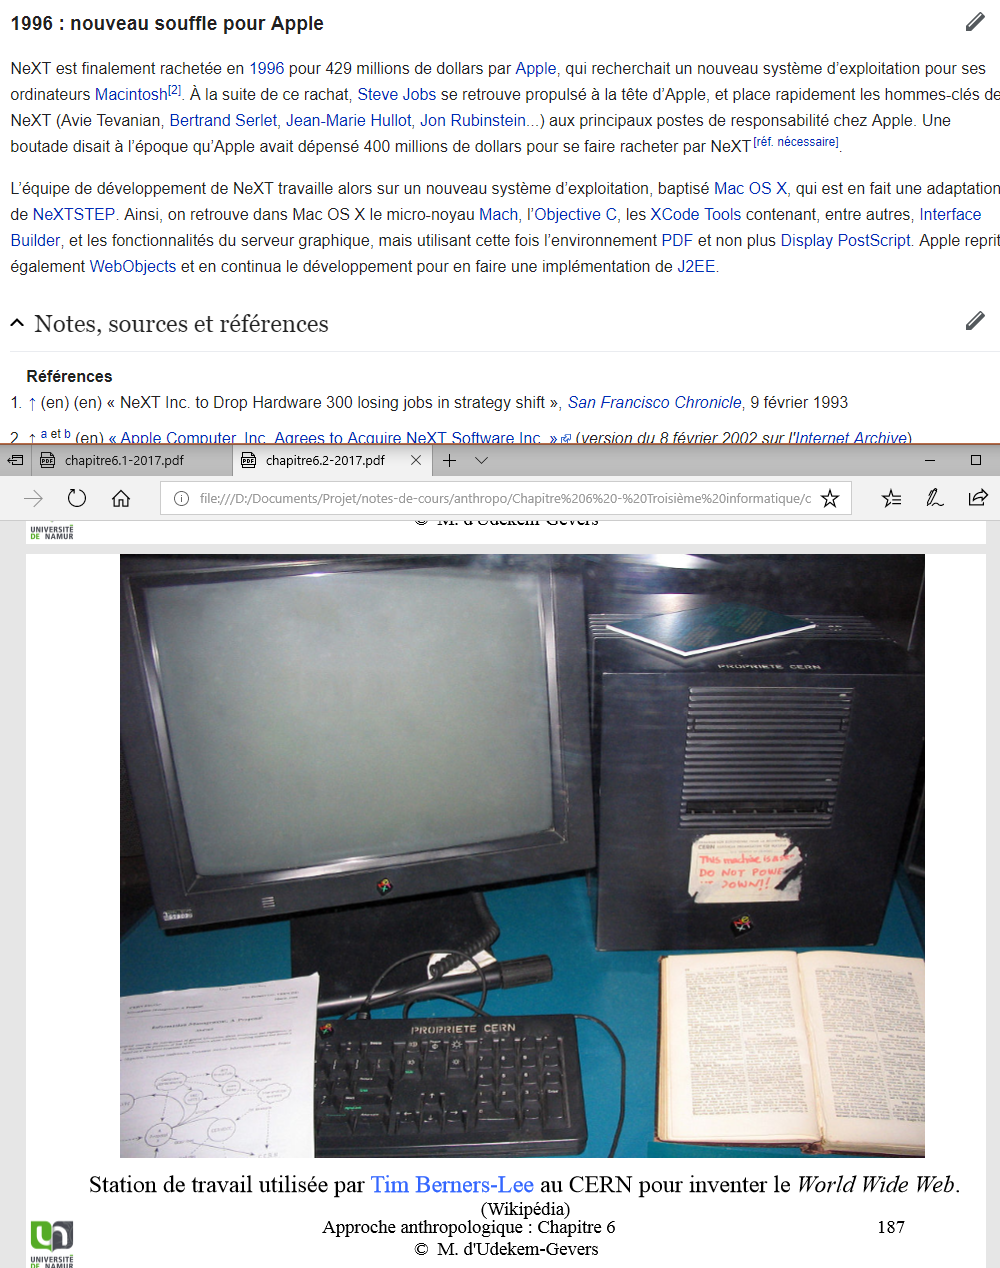 1996 : nouveau souffle pour Apple
NeXT est finalement rachetée en 1996 pour 429 millions de dollars par Apple, qui recherchait un nouveau système d’exploitation pour ses
ordinateurs Macintosh[2]. À la suite de ce rachat, Steve Jobs se retrouve propulsé à la tête d’Apple, et place rapidement les hommes-clés de
NeXT (Avie Tevanian, Bertrand Serlet, Jean-Marie Hullot, Jon Rubinstein...) aux principaux postes de responsabilité chez Apple. Une
boutade disait à l’époque qu’Apple avait dépensé 400 millions de dollars pour se faire racheter par NeXT[réf. nécessaire].
L’équipe de développement de NeXT travaille alors sur un nouveau système d’exploitation, baptisé Mac OS X, qui est en fait une adaptation
de NeXTSTEP. Ainsi, on retrouve dans Mac OS X le micro-noyau Mach, l’Objective C, les XCode Tools contenant, entre autres, Interface
Builder, et les fonctionnalités du serveur graphique, mais utilisant cette fois l’environnement PDF et non plus Display PostScript. Apple reprit
également WebObjects et en continua le développement pour en faire une implémentation de J2EE.
Notes, sources et références
Références
1. ↑ (en) (en) « NeXT Inc. to Drop Hardware 300 losing jobs in strategy shift », San Francisco Chronicle, 9 février 1993
2. ↑ a et b (en) « Apple Computer, Inc. Agrees to Acquire NeXT Software Inc. » (version du 8 février 2002 sur l'Internet Archive)
PDF chapitre6.1-2017.pdf PDF chapitre6.2-2017.pdf
file:///D:/Documents/Projet/notes-de-cours/anthropo/Chapitre%206%20-%20Troisième%20informatique/c
© M. d'Udekem-Gevers
UNIVERSITÉ
DE NAMUR
PROPRIETE CERN
CERN
This machine is a
DO NOT POWE
DOWN!!
Information Management: A Proposal
PROPRIETE CERN
Station de travail utilisée par Tim Berners-Lee au CERN pour inventer le World Wide Web.
(Wikipédia)
Approche anthropologique : Chapitre 6
187
© M. d'Udekem-Gevers
UNIVERSITÉ
DE NAMUR